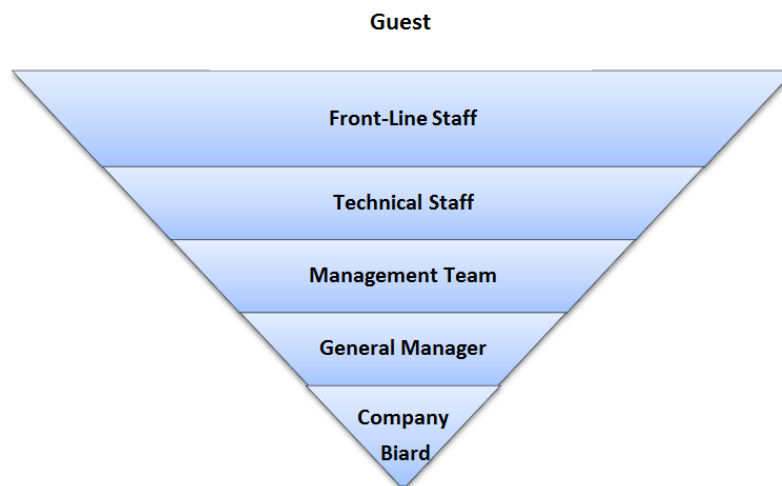 Guest
Front-Line Staff
Technical Staff
Management Team
General Manager
Company
Biard